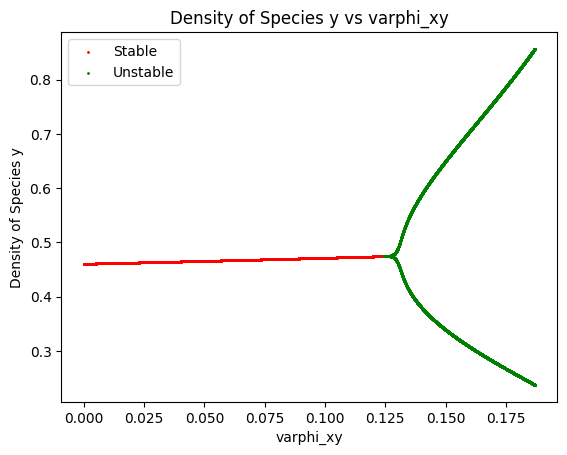 Density of Species y vs varphi_xy
Stable
Unstable
Density of Species y
0.8
0.7
0.6
0.5
0.4
0.3
0.000
0.025
0.050
0.075
0.100
0.125
0.150
0.175
varphi_xy